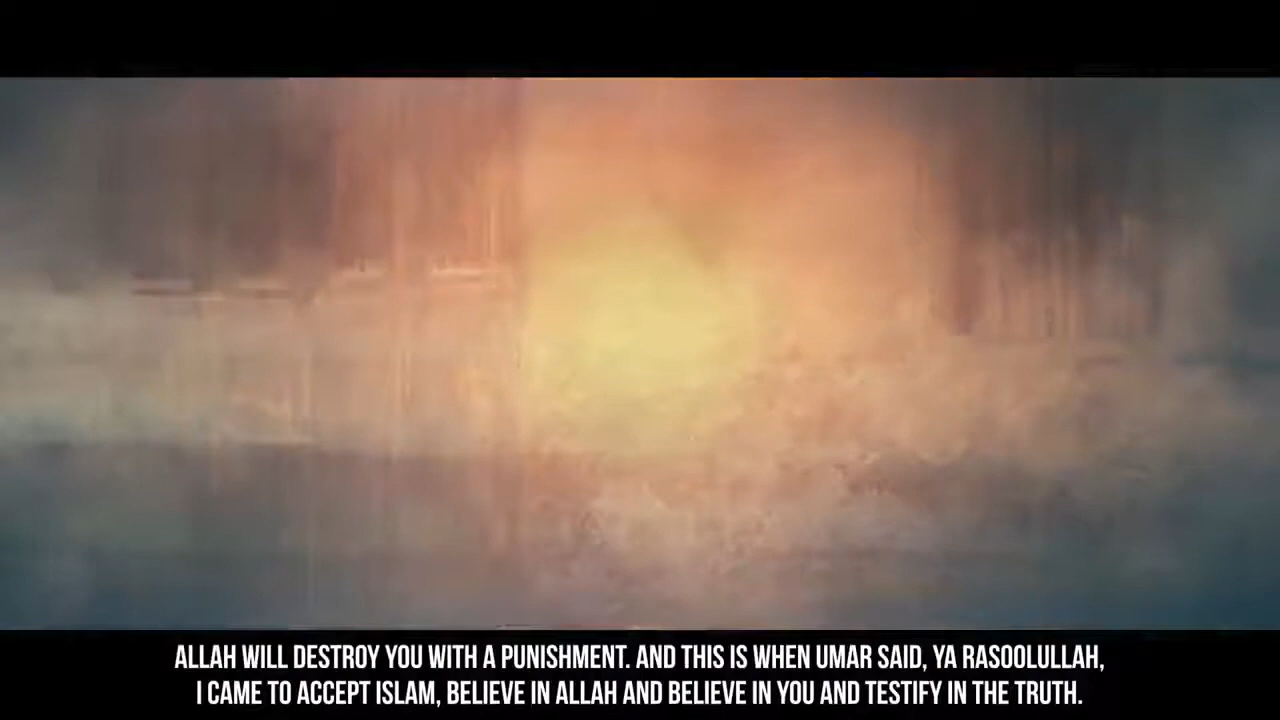 ALLAH WILL DESTROY YOU WITH A PUNISHMENT. AND THIS IS WHEN UMAR SAID, YA RASOOLULLAH,
I CAME TO ACCEPT ISLAM, BELIEVE IN ALLAH AND BELIEVE IN YOU AND TESTIFY IN THE TRUTH.